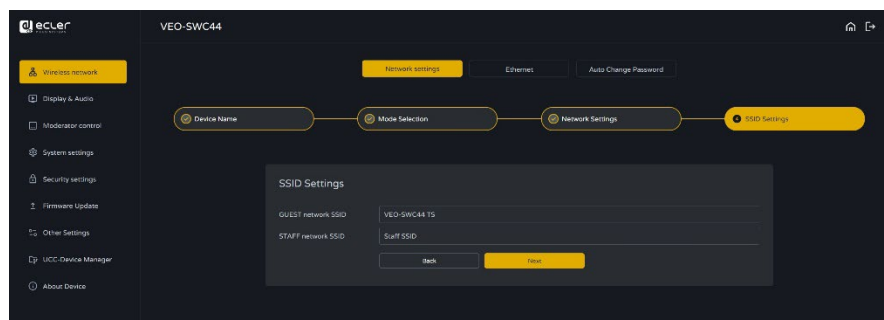 ecler
VEO-SWC44
Wireless network
Display & Audio
Moderator control
System settings
Security settings
Firmware Update
Other Settings
UCC-Device Manager
About Device
Network settings
Ethernet
Auto Change Password
Device Name
Mode Selection
Network Settings
4 SSID Settings
SSID Settings
GUEST network SSID
VEO-SWC44 TS
STAFF network SSID
Staff SSID
Back
Next